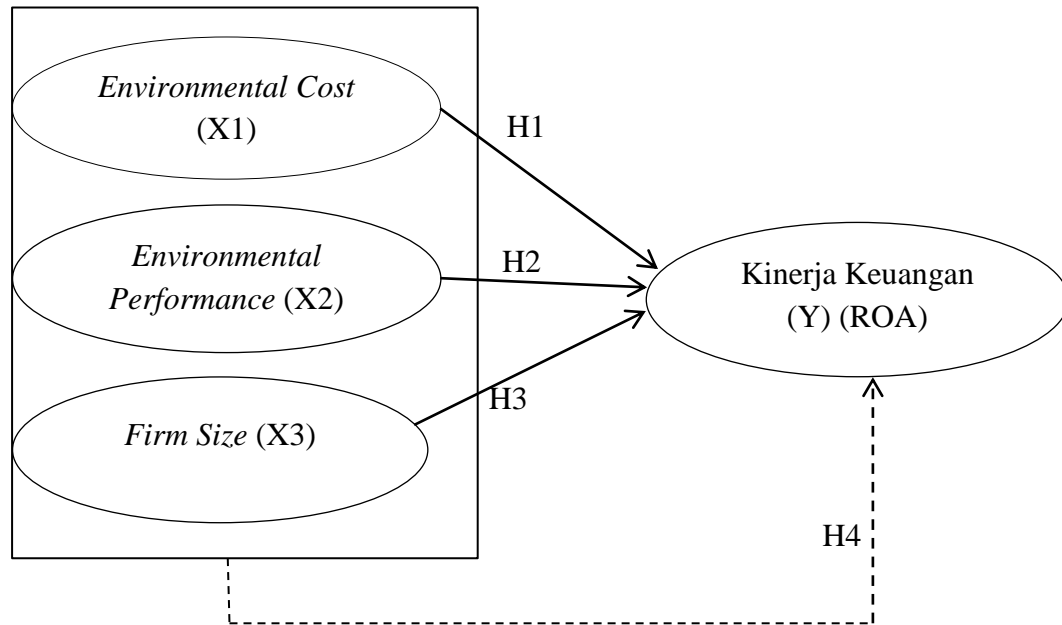 Environmental Cost
(X1)
H1
Environmental
Performance (X2)
H2
Kinerja Keuangan
(Y) (ROA)
H3
Firm Size (X3)
H4